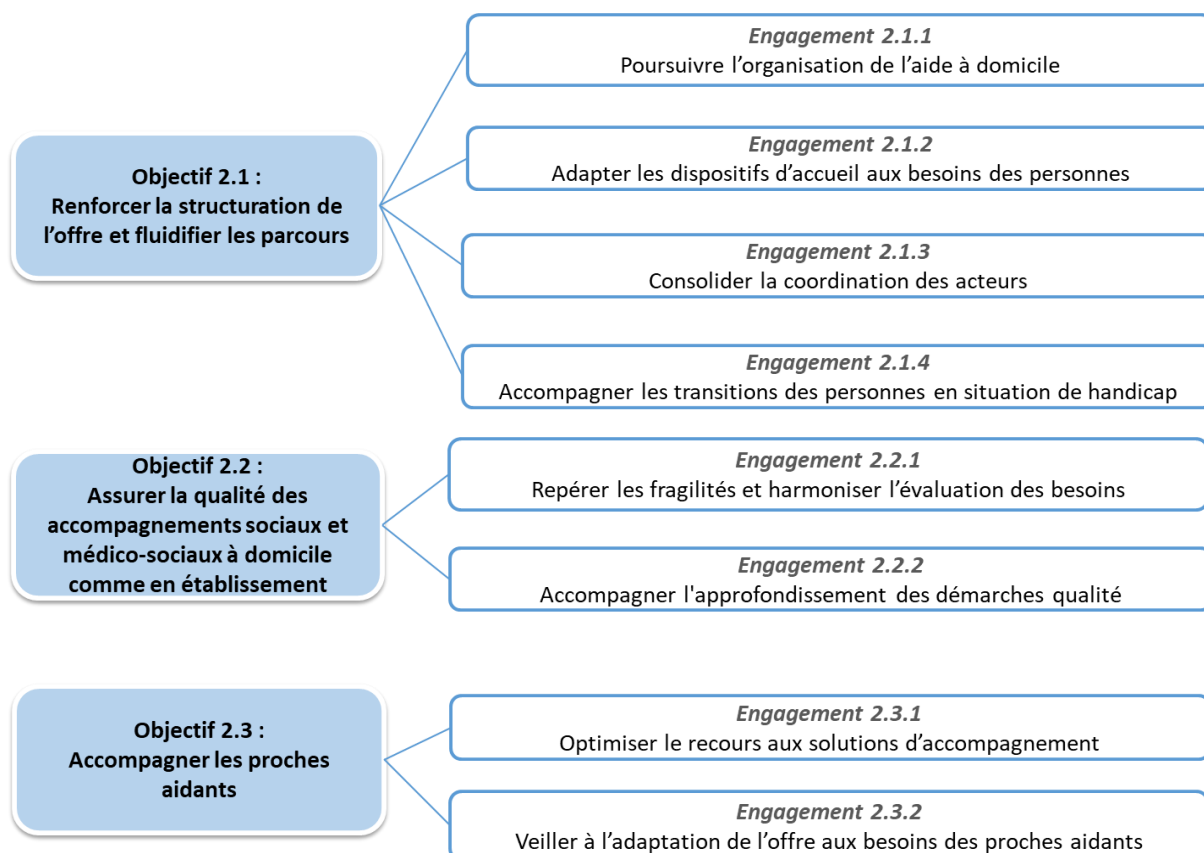 Objectif 2.1 :
Renforcer la structuration de
l’offre et fluidifier les parcours
Engagement 2.1.1
Poursuivre l’organisation de l’aide à domicile
Engagement 2.1.2
Adapter les dispositifs d’accueil aux besoins des personnes
Engagement 2.1.3
Consolider la coordination des acteurs
Engagement 2.1.4
Accompagner les transitions des personnes en situation de handicap
Objectif 2.2 :
Assurer la qualité des
accompagnements sociaux et
médico-sociaux à domicile
comme en établissement
Engagement 2.2.1
Repérer les fragilités et harmoniser l’évaluation des besoins
Engagement 2.2.2
Accompagner l'approfondissement des démarches qualité
Objectif 2.3 :
Accompagner les proches
aidants
Engagement 2.3.1
Optimiser le recours aux solutions d’accompagnement
Engagement 2.3.2
Veiller à l’adaptation de l’offre aux besoins des proches aidants